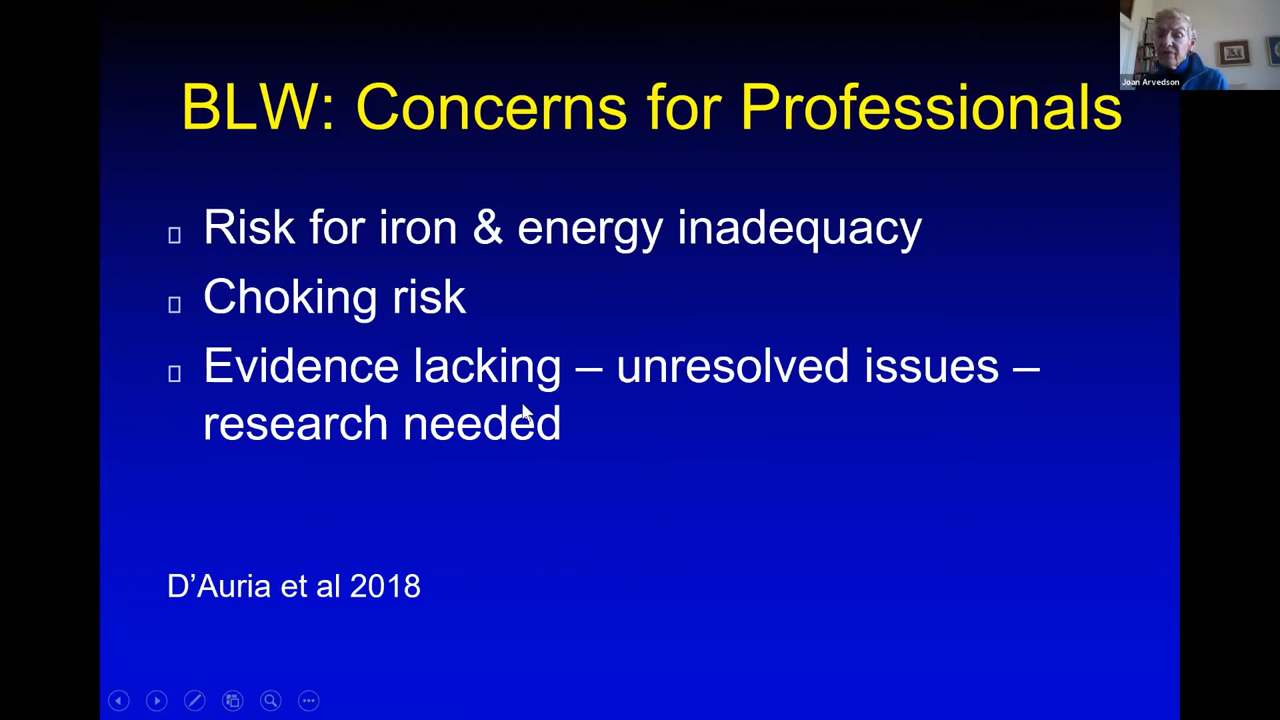 Joan Arvedson
BLW: Concerns for Professionals
Risk for iron & energy inadequacy
Choking risk
Evidence lacking – unresolved issues –
research needed
D’Auria et al 2018